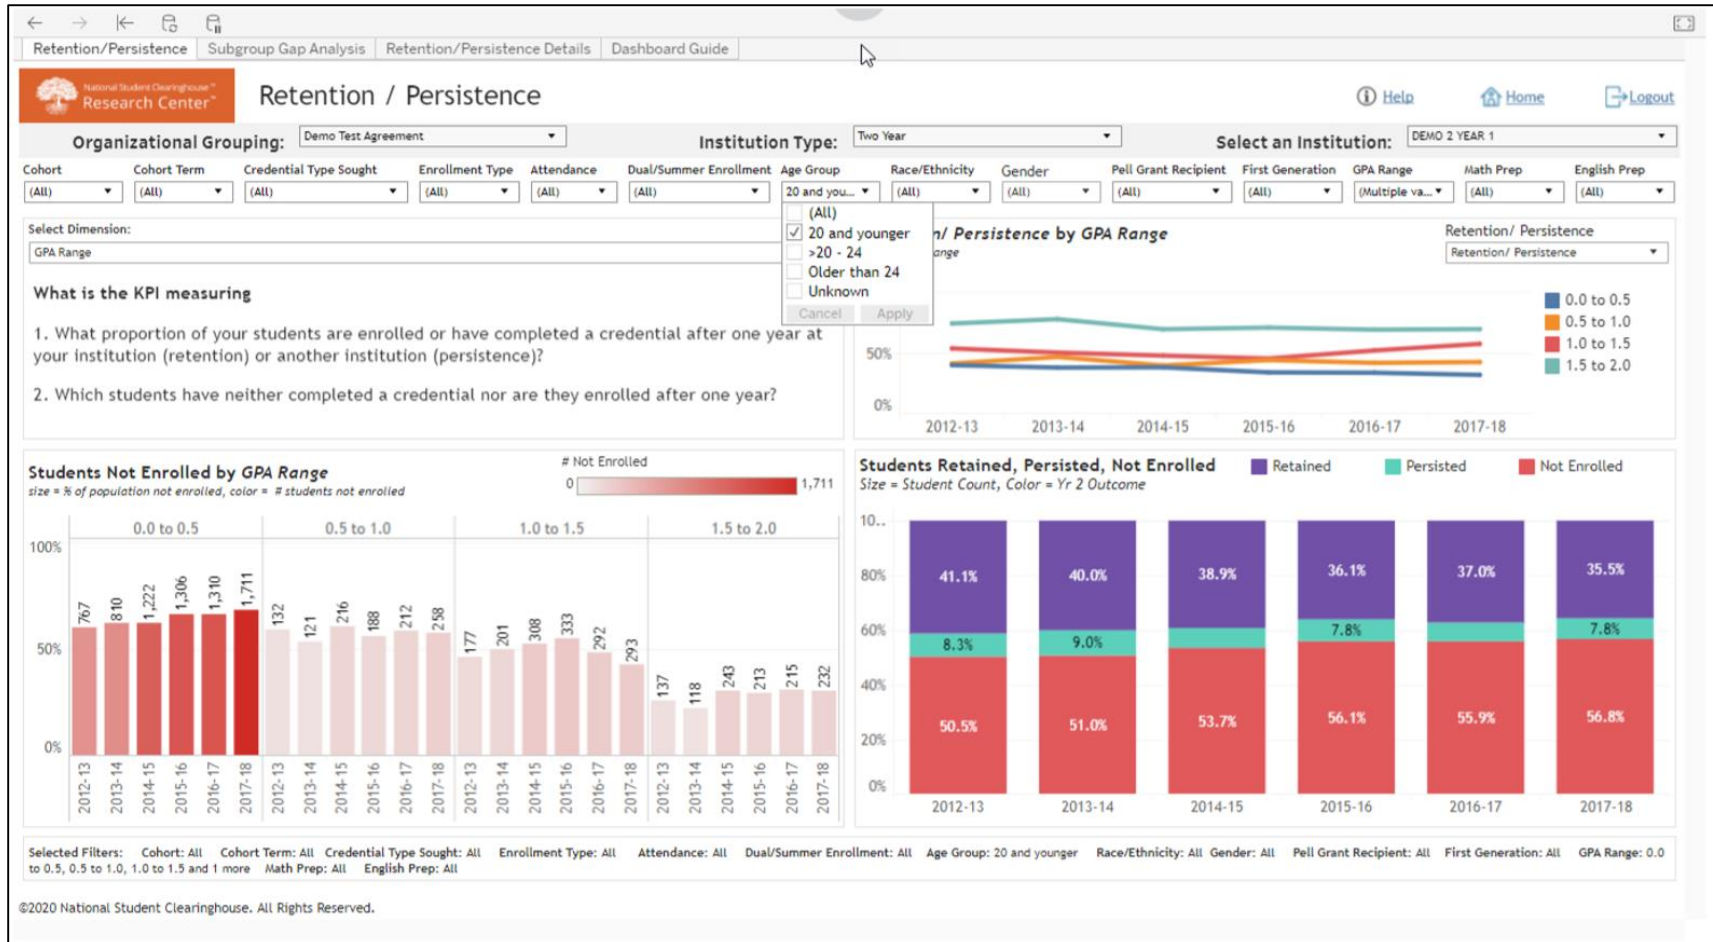 Retention/Persistence Subgroup Gap Analysis Retention/Persistence Details Dashboard Guide
National Student Clearinghouse™
Research Center™
Retention / Persistence
Help Home Logout
Organizational Grouping: Demo Test Agreement Institution Type: Two Year Select an Institution: DEMO 2 YEAR 1
Cohort Cohort Term Credential Type Sought Enrollment Type Attendance Dual/Summer Enrollment Age Group Race/Ethnicity Gender Pell Grant Recipient First Generation GPA Range Math Prep English Prep
(All) (All) (All) (All) (All) (All) 20 and you... (All) (All) (All) (All) (Multiple va... (All) (All)
(All)
20 and younger
>20 - 24
Older than 24
Unknown
Cancel Apply
Select Dimension:
GPA Range
What is the KPI measuring
1. What proportion of your students are enrolled or have completed a credential after one year at
your institution (retention) or another institution (persistence)?
2. Which students have neither completed a credential nor are they enrolled after one year?
n/ Persistence by GPA Range
ange
Retention/ Persistence
Retention/ Persistence
0.0 to 0.5
0.5 to 1.0
1.0 to 1.5
1.5 to 2.0
50%
0%
2012-13 2013-14 2014-15 2015-16 2016-17 2017-18
Students Not Enrolled by GPA Range
size = % of population not enrolled, color = # students not enrolled
# Not Enrolled
0 1,711
0.0 to 0.5 0.5 to 1.0 1.0 to 1.5 1.5 to 2.0
100%
50%
0%
767 810 1,222 1,306 1,310 1,711 132 121 216 188 212 258 177 201 308 333 292 293 137 118 243 213 215 232
2012-13 2013-14 2014-15 2015-16 2016-17 2017-18 2012-13 2013-14 2014-15 2015-16 2016-17 2017-18 2012-13 2013-14 2014-15 2015-16 2016-17 2017-18 2012-13 2013-14 2014-15 2015-16 2016-17 2017-18
Students Retained, Persisted, Not Enrolled
Size = Student Count, Color = Yr 2 Outcome
Retained Persisted Not Enrolled
10..
80%
60%
40%
20%
0%
41.1% 40.0% 38.9% 36.1% 37.0% 35.5%
8.3% 9.0% 7.8% 7.8%
50.5% 51.0% 53.7% 56.1% 55.9% 56.8%
2012-13 2013-14 2014-15 2015-16 2016-17 2017-18
Selected Filters: Cohort: All Cohort Term: All Credential Type Sought: All Enrollment Type: All Attendance: All Dual/Summer Enrollment: All Age Group: 20 and younger Race/Ethnicity: All Gender: All Pell Grant Recipient: All First Generation: All GPA Range: 0.0
to 0.5, 0.5 to 1.0, 1.0 to 1.5 and 1 more Math Prep: All English Prep: All
©2020 National Student Clearinghouse. All Rights Reserved.